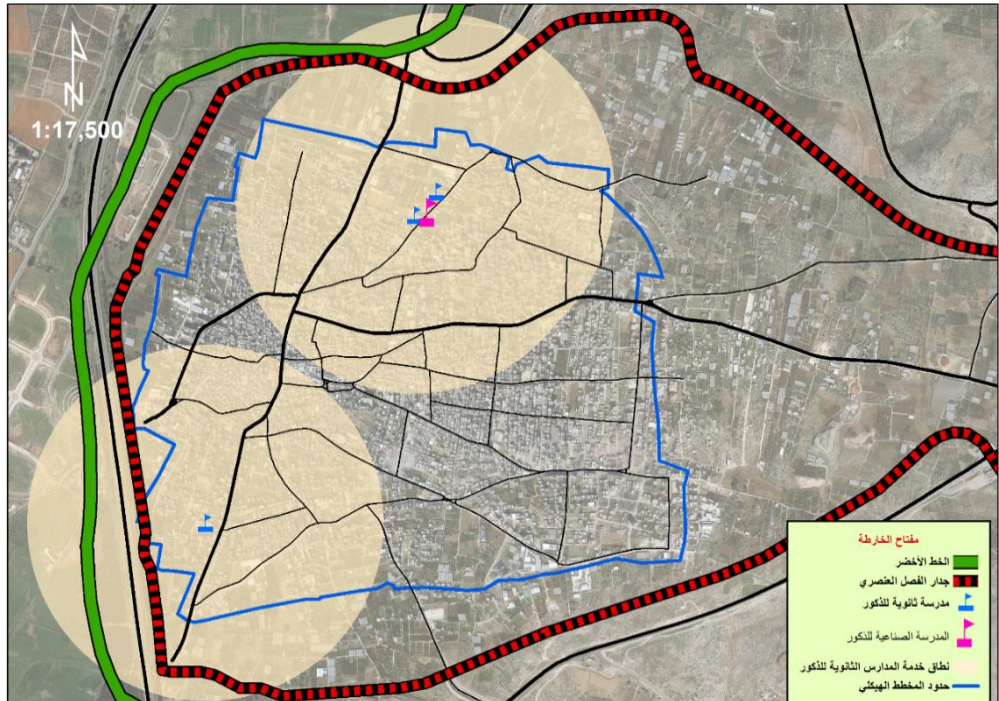 N
1:17,500
مفتاح الخارطة
الخط الأخضر
جدار الفصل العنصري
مدرسة ثانوية للذكور
المدرسة الصناعية للذكور
نطاق خدمة المدارس الثانوية للذكور
حدود المخطط الهيكلي